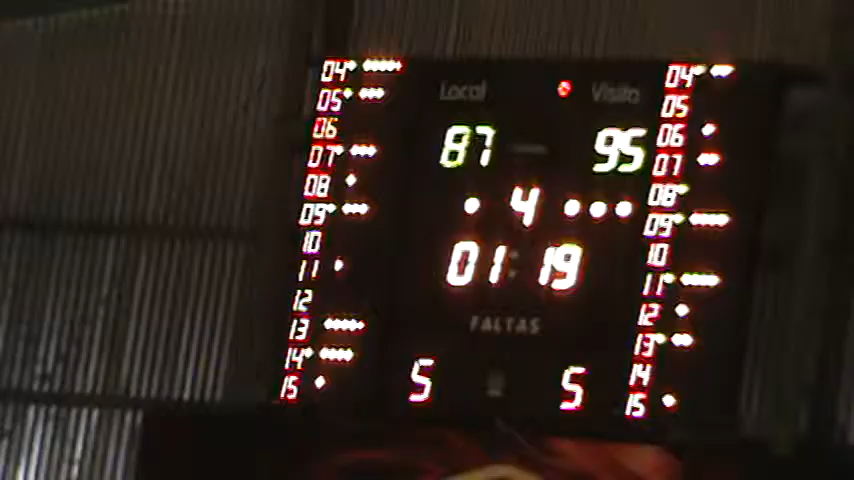 04 Local Visita 04
05 05
06 87 95 06
07 07
08 4 08
09 09
10 01:19 10
11 11
12 FALTAS 12
13 13
14 5 5 14
15 15